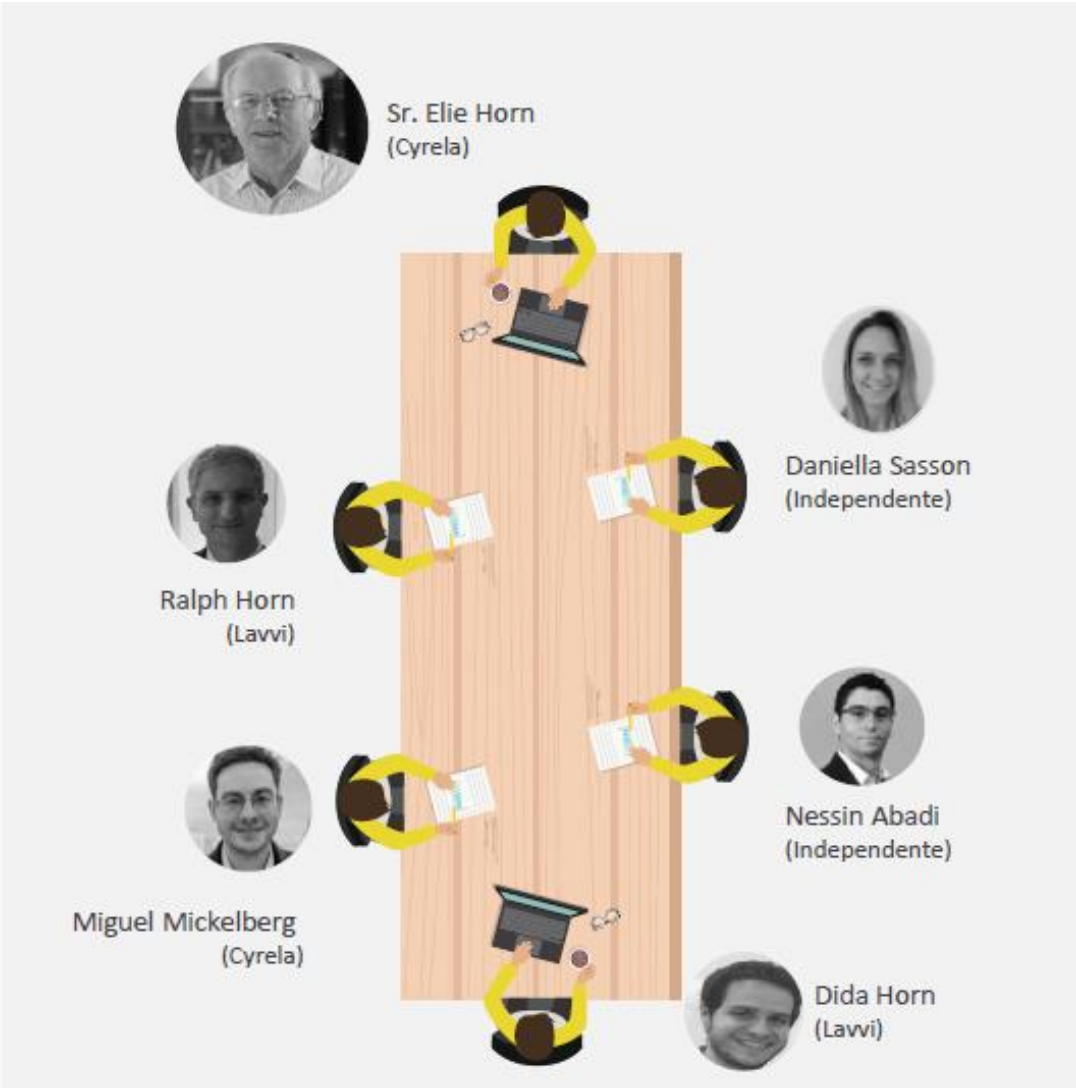 Sr. Elie Horn
(Cyrela)
Daniella Sasson
(Independente)
Ralph Horn
(Lavvi)
Nessin Abadi
(Independente)
Miguel Mickelberg
(Cyrela)
Dida Horn
(Lavvi)